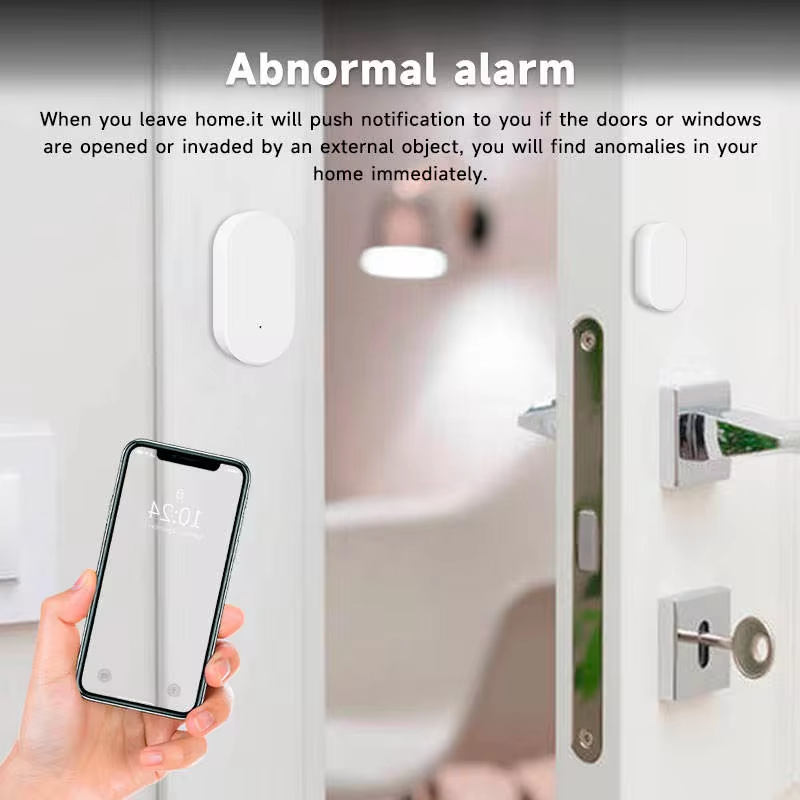 Abnormal alarm
When you leave home.it will push notification to you if the doors or windows
are opened or invaded by an external object, you will find anomalies in your
home immediately.
10:24